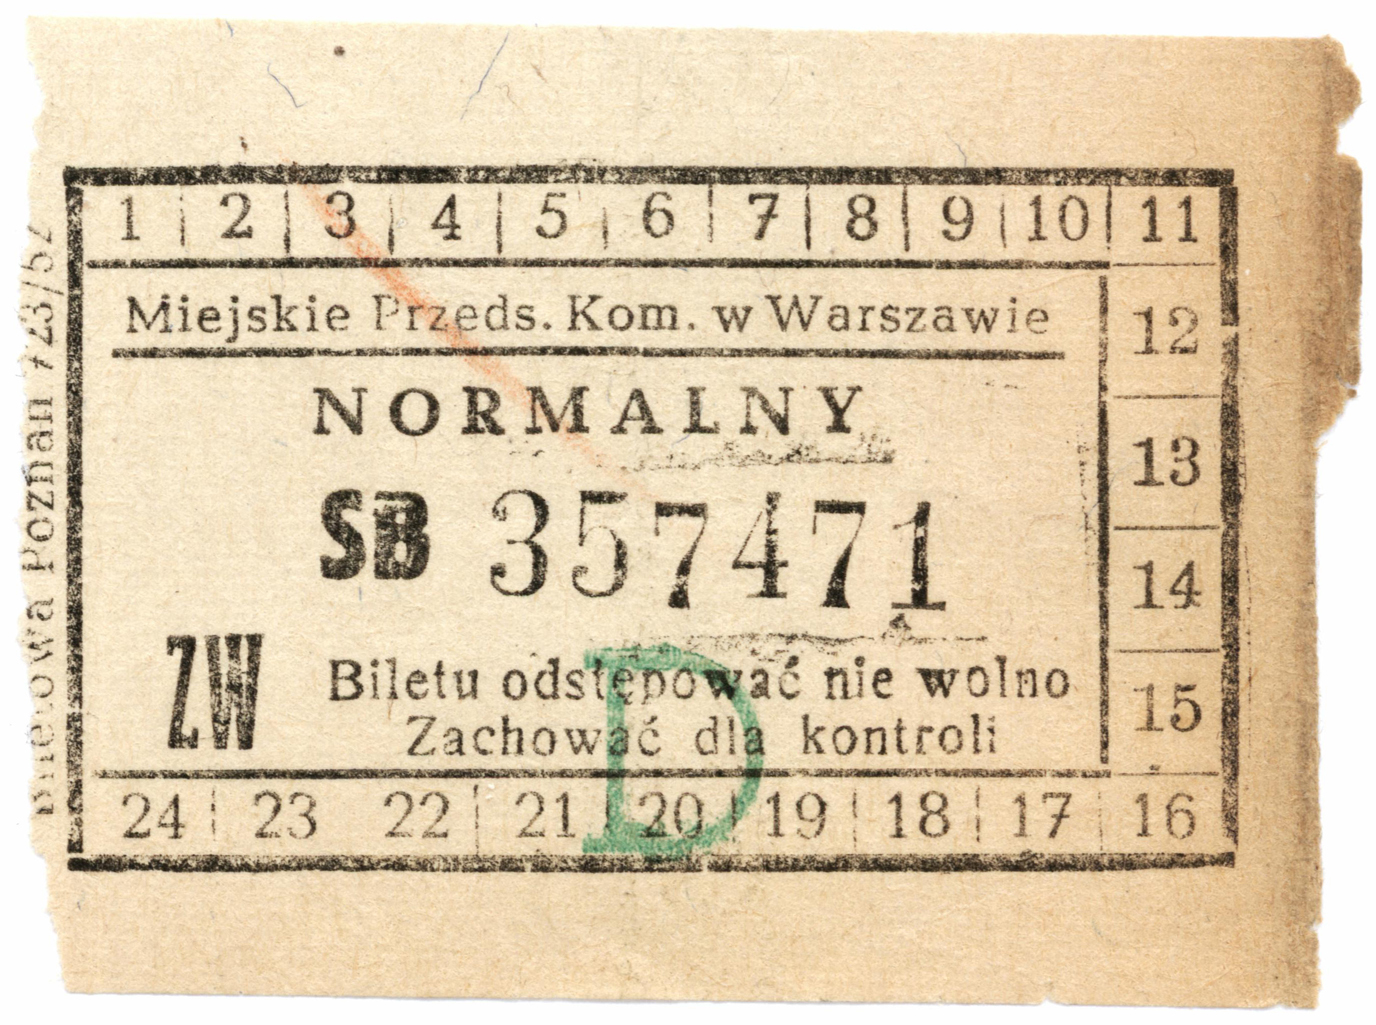 1 2 3 4 5 6 7 8 9 10 11
Miejskie Przeds. Kom. w Warszawie
12
NORMALNY
13
SB 357471
14
ZW
Biletu odstępować nie wolno
15
Zachować dla kontroli
24 23 22 21 20 19 18 17 16
D
Biletowa Poznań 723/52